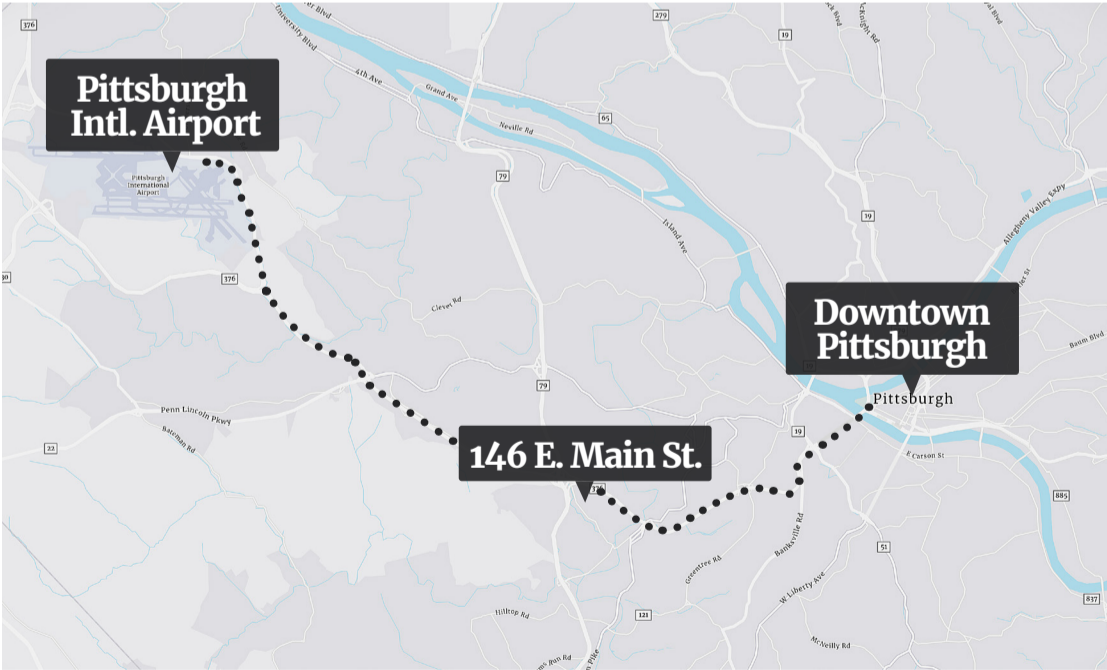 376
University Blvd
279
19
McKnight Rd
4th Ave
Grand Ave
Neville Rd
65
Pittsburgh
Intl. Airport
Pittsburgh
International
Airport
79
Island Ave
19
Allegheny Valley Expy
376
Clever Rd
Downtown
Pittsburgh
Baum Blvd
79
Pittsburgh
Penn Lincoln Pkwy
Bateman Rd
22
19
E Carson St
146 E. Main St.
376
885
Banksville Rd
51
Greentree Rd
W Liberty Ave
837
Hilltop Rd
121
McNeilly Rd